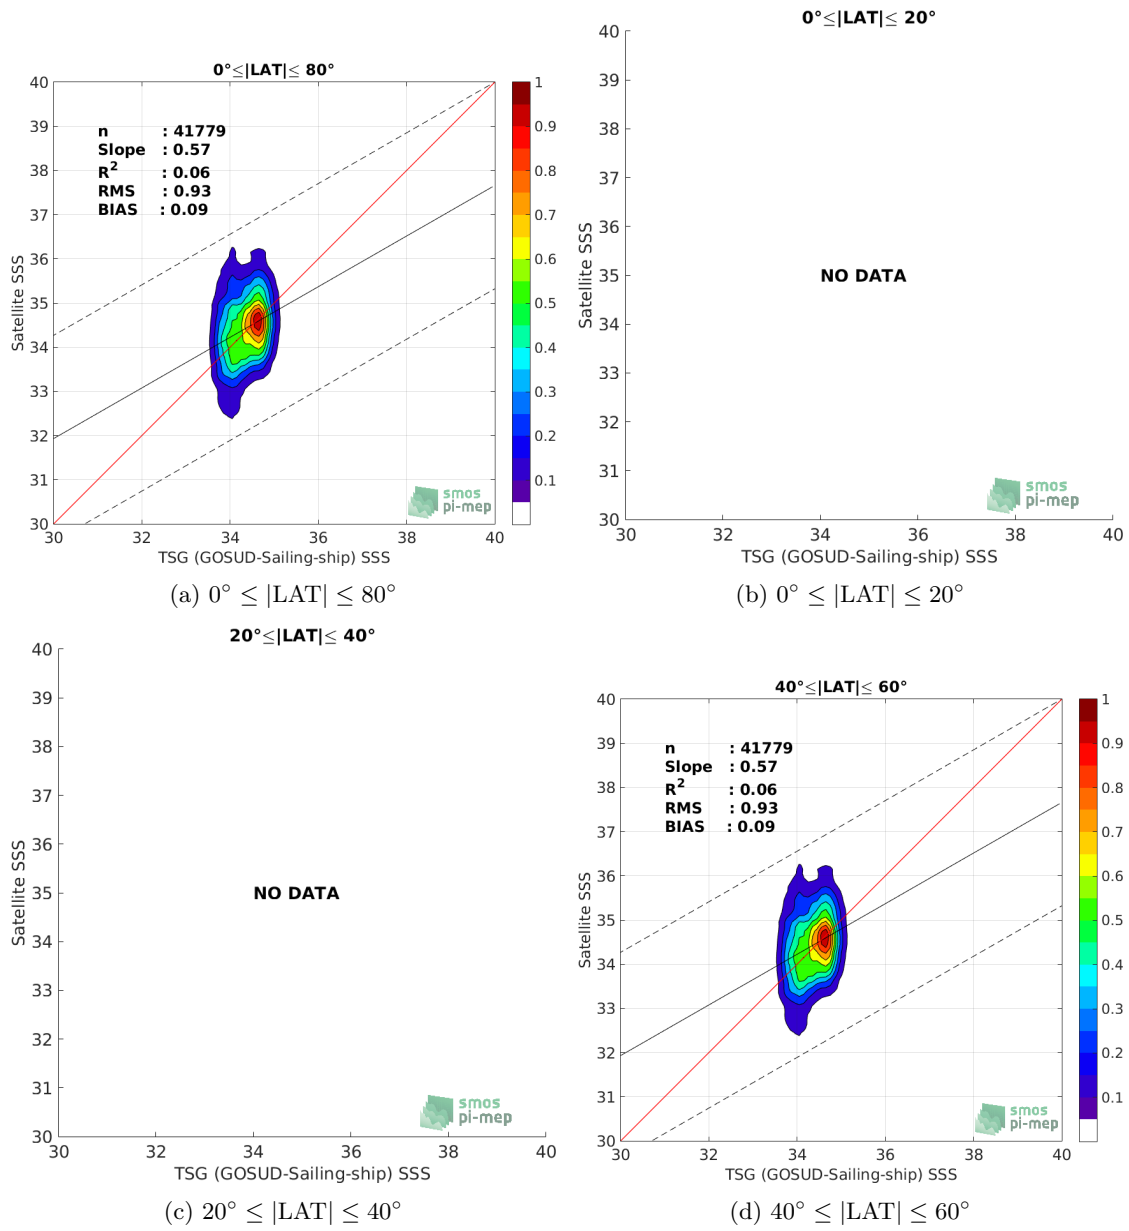 0°≤|LAT|≤ 80°
40
39
38
37
36
35
34
33
32
31
30
Satellite SSS
n : 41779
Slope : 0.57
R² : 0.06
RMS : 0.93
BIAS : 0.09
smos
pi-mep
30 32 34 36 38 40
TSG (GOSUD-Sailing-ship) SSS
1
0.9
0.8
0.7
0.6
0.5
0.4
0.3
0.2
0.1
(a) 0° ≤ |LAT| ≤ 80°
0°≤|LAT|≤ 20°
40
39
38
37
36
35
34
33
32
31
30
Satellite SSS
NO DATA
smos
pi-mep
30 32 34 36 38 40
TSG (GOSUD-Sailing-ship) SSS
(b) 0° ≤ |LAT| ≤ 20°
20°≤|LAT|≤ 40°
40
39
38
37
36
35
34
33
32
31
30
Satellite SSS
NO DATA
smos
pi-mep
30 32 34 36 38 40
TSG (GOSUD-Sailing-ship) SSS
(c) 20° ≤ |LAT| ≤ 40°
40°≤|LAT|≤ 60°
40
39
38
37
36
35
34
33
32
31
30
Satellite SSS
n : 41779
Slope : 0.57
R² : 0.06
RMS : 0.93
BIAS : 0.09
smos
pi-mep
30 32 34 36 38 40
TSG (GOSUD-Sailing-ship) SSS
1
0.9
0.8
0.7
0.6
0.5
0.4
0.3
0.2
0.1
(d) 40° ≤ |LAT| ≤ 60°